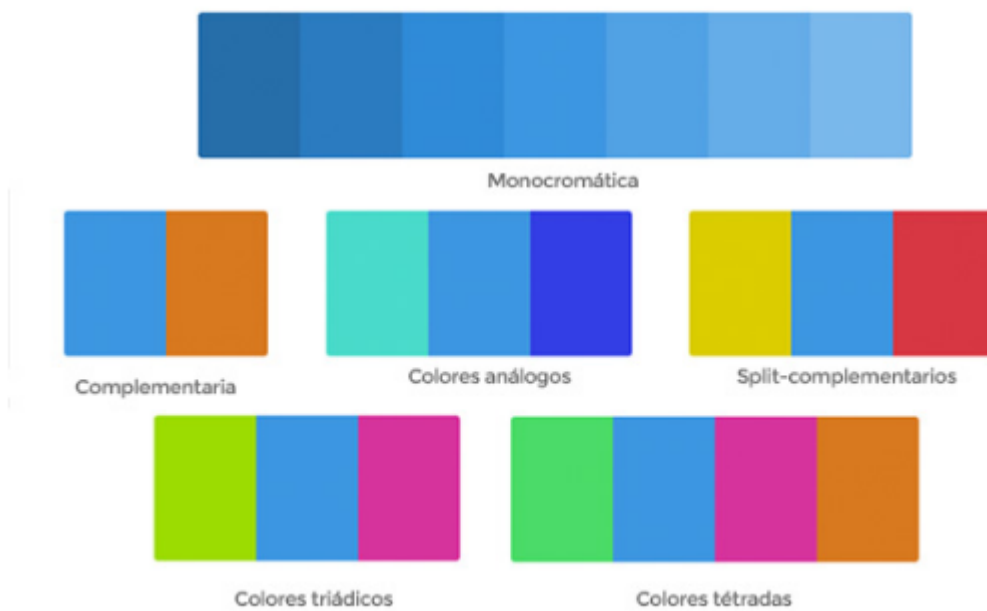 Monocromática
Complementaria
Colores análogos
Split-complementarios
Colores triádicos
Colores tétradas